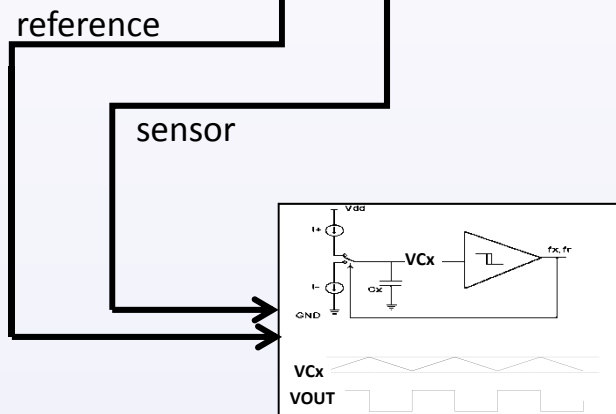 reference
sensor
Vdd
I+
VCx
fx,fr
Cx
I-
GND
VCx
VOUT